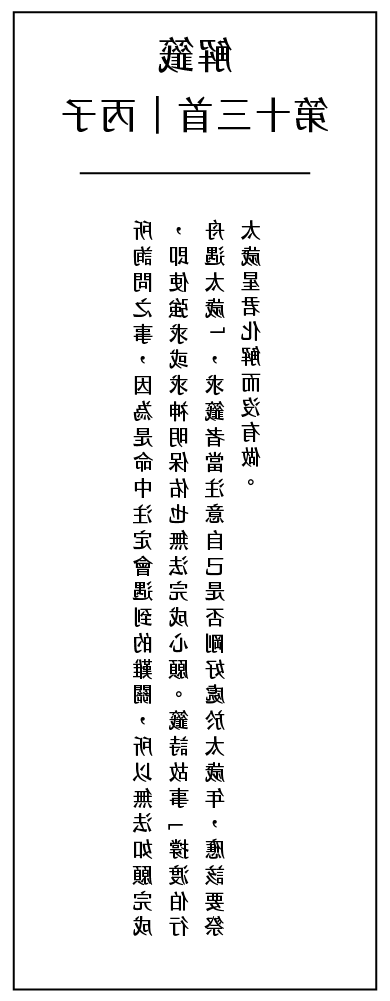 解籤
第十三首｜丙子
所詢問之事，因為是命中注定會遇到的難關，所以無法如願完成
，即使強求或求神明保佑也無法完成心願。籤詩故事「撐渡伯行
舟遇太歲」，求籤者當注意自己是否剛好處於太歲年，應該要祭
太歲星君化解而沒有做。